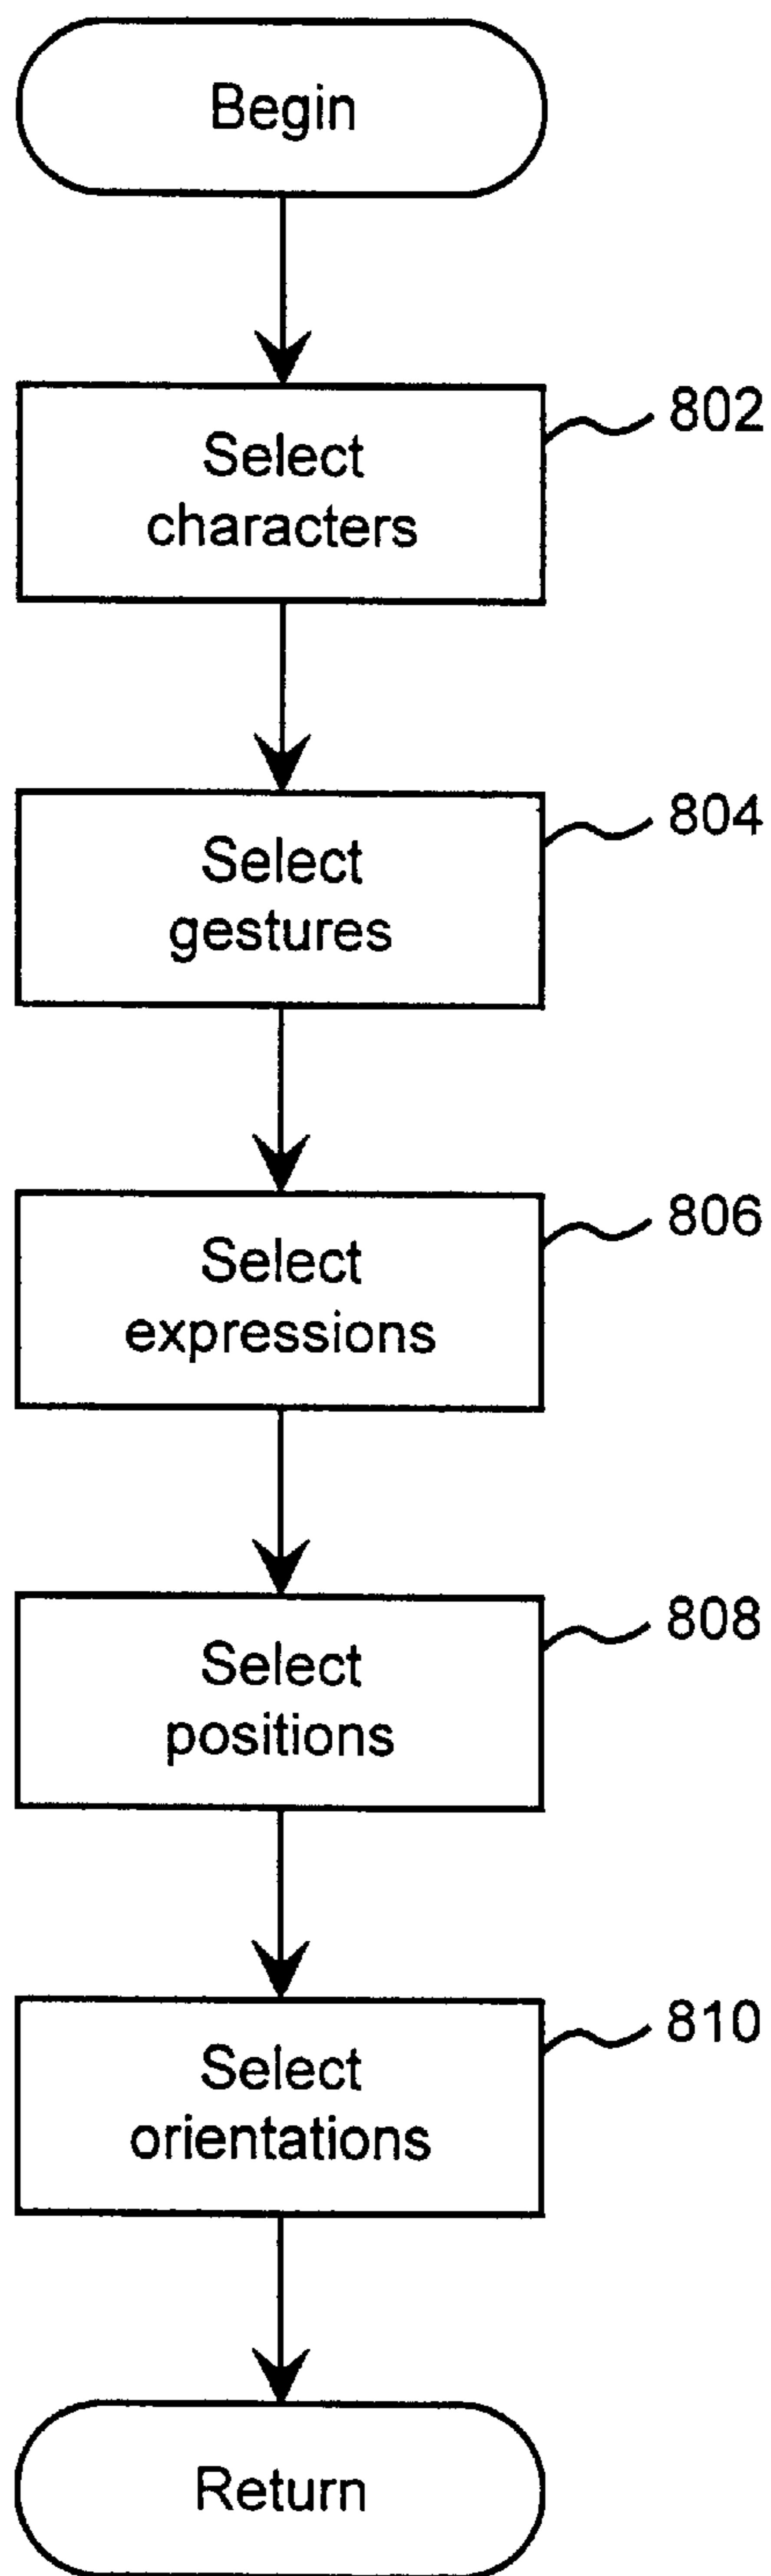 Begin
802
Select
characters
804
Select
gestures
806
Select
expressions
808
Select
positions
810
Select
orientations
Return